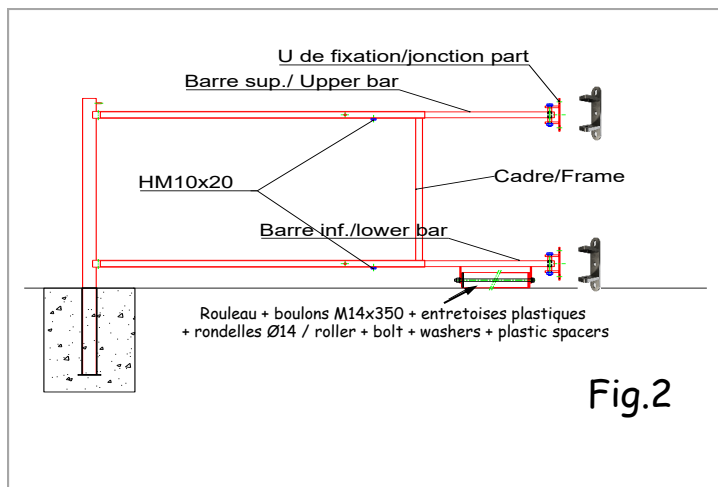 U de fixation/jonction part
Barre sup./ Upper bar
HM10x20
Cadre/Frame
Barre inf./lower bar
Rouleau + boulons M14x350 + entretoises plastiques
+ rondelles Ø14 / roller + bolt + washers + plastic spacers
Fig.2